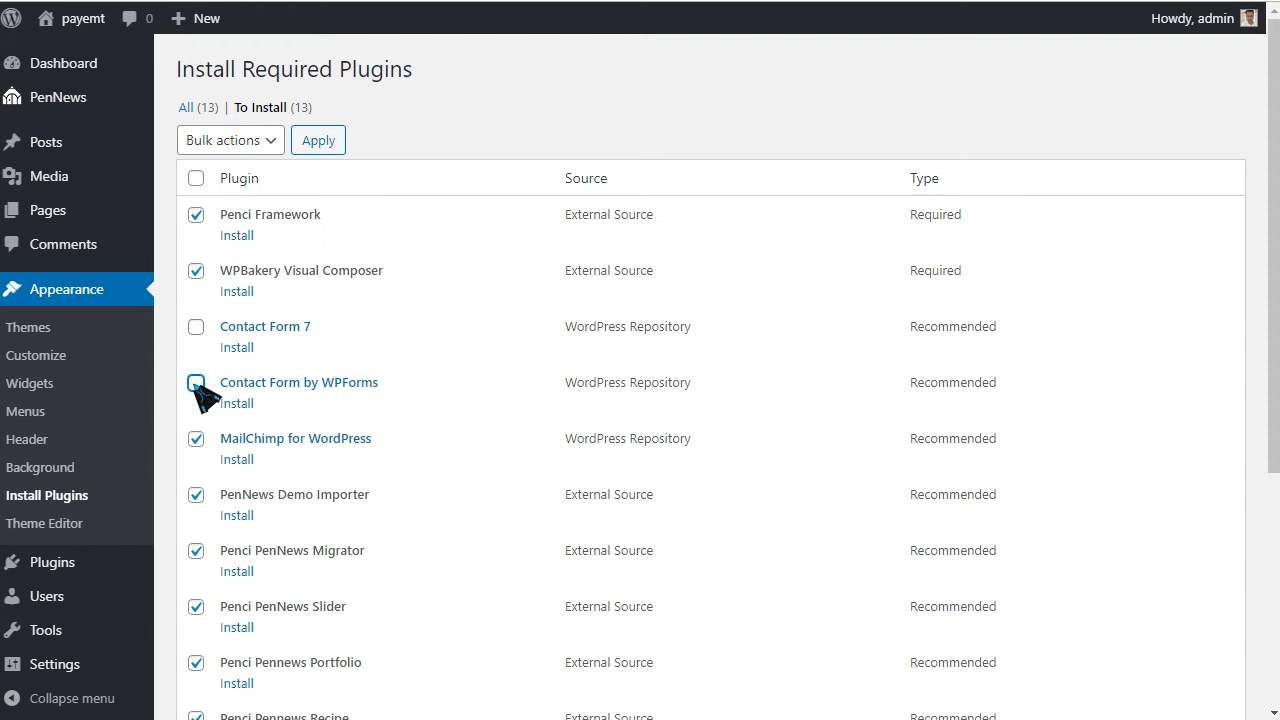 payemt 0 New Howdy, admin
Dashboard
PenNews
Posts
Media
Pages
Comments
Appearance
Themes
Customize
Widgets
Menus
Header
Background
Install Plugins
Theme Editor
Plugins
Users
Tools
Settings
Collapse menu
Install Required Plugins
All (13) | To Install (13)
Bulk actions Apply
Plugin Source Type
Penci Framework External Source Required
Install
WPBakery Visual Composer External Source Required
Install
Contact Form 7 WordPress Repository Recommended
Install
Contact Form by WPForms WordPress Repository Recommended
Install
MailChimp for WordPress WordPress Repository Recommended
Install
PenNews Demo Importer External Source Recommended
Install
Penci PenNews Migrator External Source Recommended
Install
Penci PenNews Slider External Source Recommended
Install
Penci Pennews Portfolio External Source Recommended
Install
Penci Pennews Recipe External Source Recommended